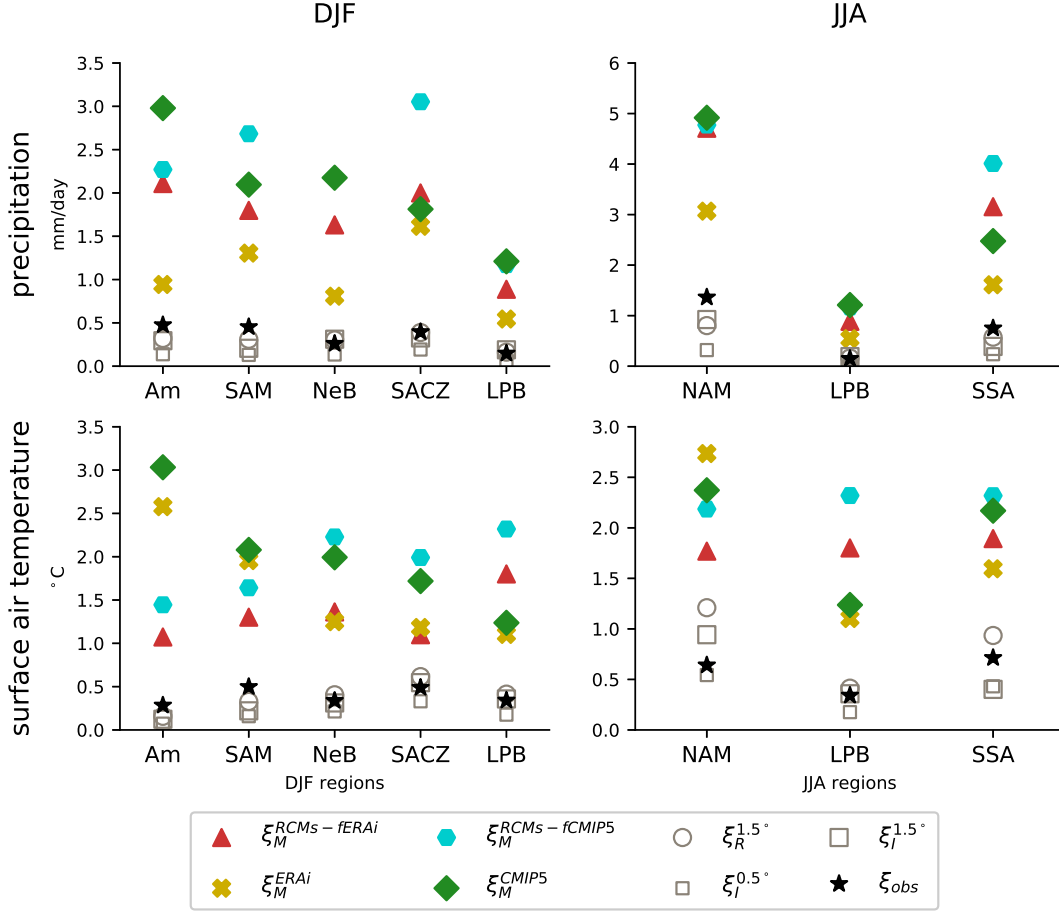 DJF
JJA
precipitation
mm/day
3.5
3.0
2.5
2.0
1.5
1.0
0.5
0.0
Am SAM NeB SACZ LPB
6
5
4
3
2
1
0
NAM LPB SSA
surface air temperature
°C
3.5
3.0
2.5
2.0
1.5
1.0
0.5
0.0
Am SAM NeB SACZ LPB
DJF regions
3.0
2.5
2.0
1.5
1.0
0.5
0.0
NAM LPB SSA
JJA regions
ξ_M^{RCMs−fERAi} ξ_M^{RCMs−fCMIP5} ξ_R^{1.5°} ξ_I^{1.5°}
ξ_M^{ERAi} ξ_M^{CMIP5} ξ_I^{0.5°} ξ_{obs}